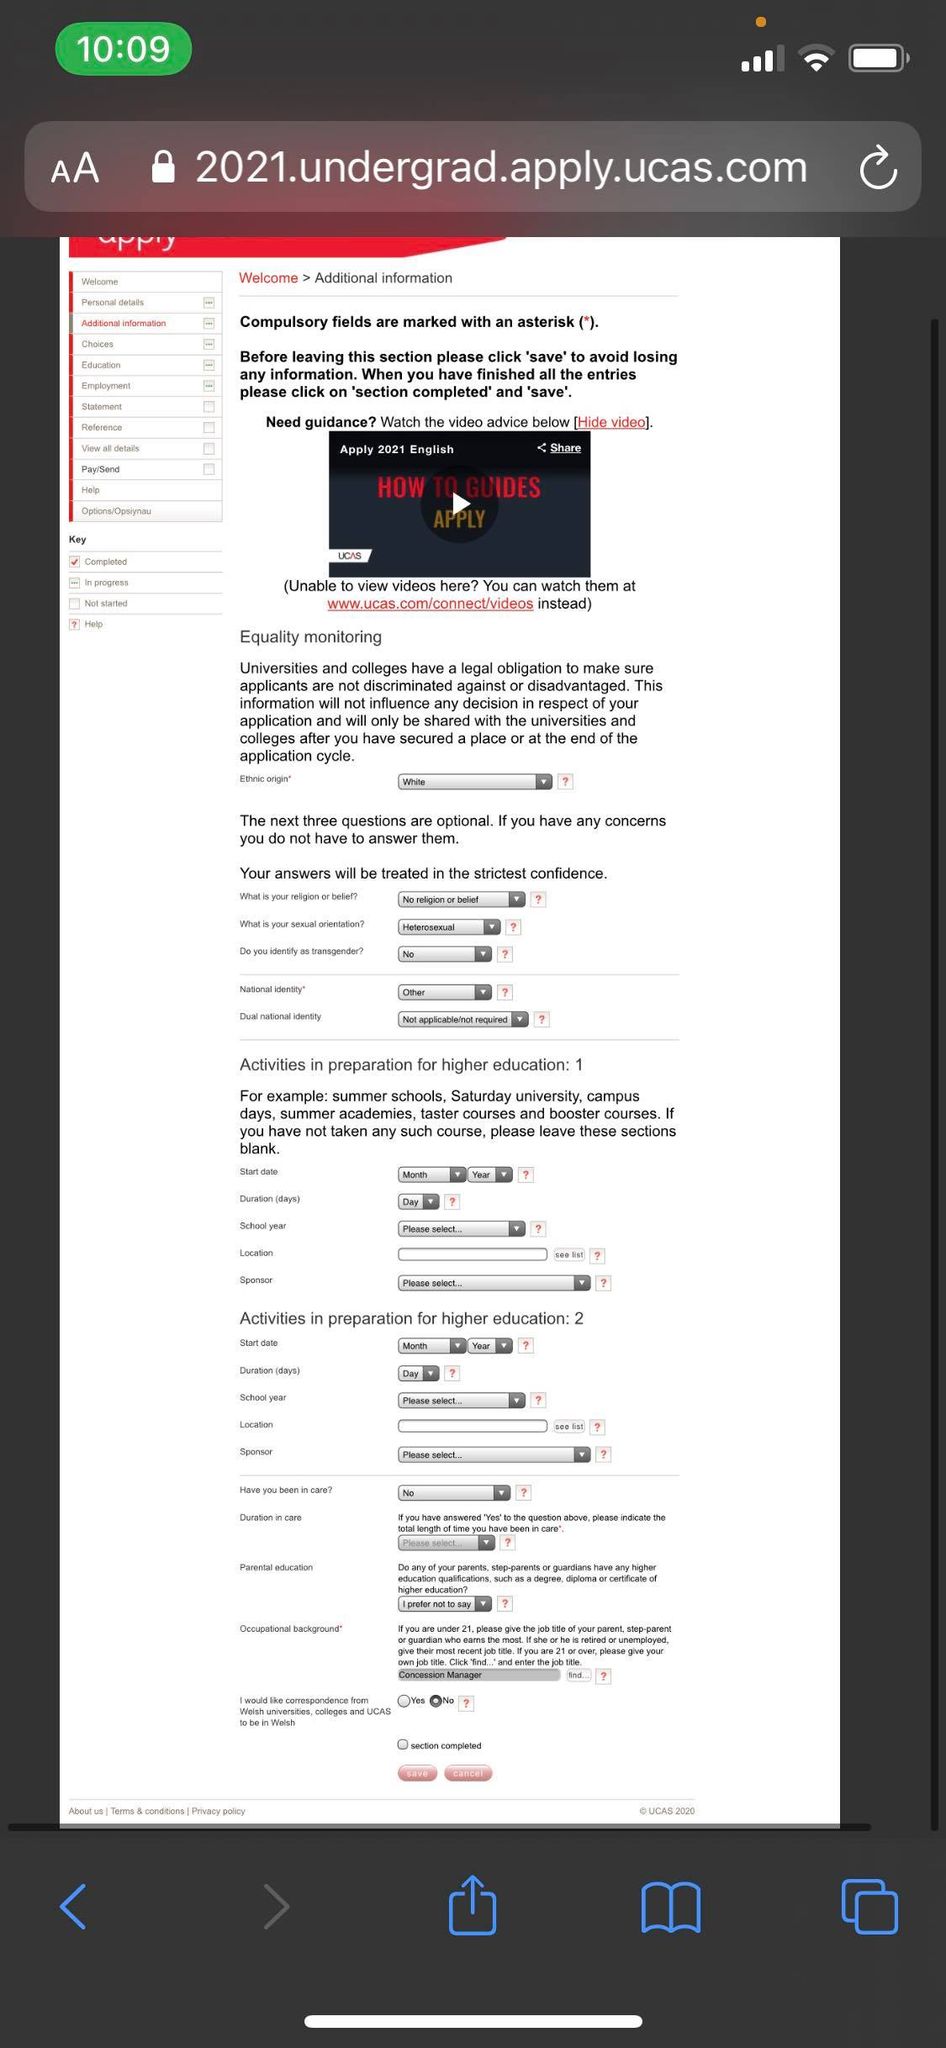 10:09
AA 2021.undergrad.apply.ucas.com
apply
Welcome
Personal details
Additional information
Choices
Education
Employment
Statement
Reference
View all details
Pay/Send
Help
Options/Opsiynau
Key
Completed
In progress
Not started
? Help
Welcome > Additional information
Compulsory fields are marked with an asterisk (*).
Before leaving this section please click 'save' to avoid losing
any information. When you have finished all the entries
please click on 'section completed' and 'save'.
Need guidance? Watch the video advice below [Hide video].
Apply 2021 English Share
HOW TO GUIDES
APPLY
UCAS
(Unable to view videos here? You can watch them at
www.ucas.com/connect/videos instead)
Equality monitoring
Universities and colleges have a legal obligation to make sure
applicants are not discriminated against or disadvantaged. This
information will not influence any decision in respect of your
application and will only be shared with the universities and
colleges after you have secured a place or at the end of the
application cycle.
Ethnic origin* White ?
The next three questions are optional. If you have any concerns
you do not have to answer them.
Your answers will be treated in the strictest confidence.
What is your religion or belief? No religion or belief ?
What is your sexual orientation? Heterosexual ?
Do you identify as transgender? No ?
National identity* Other ?
Dual national identity Not applicable/not required ?
Activities in preparation for higher education: 1
For example: summer schools, Saturday university, campus
days, summer academies, taster courses and booster courses. If
you have not taken any such course, please leave these sections
blank.
Start date Month Year ?
Duration (days) Day ?
School year Please select... ?
Location see list ?
Sponsor Please select... ?
Activities in preparation for higher education: 2
Start date Month Year ?
Duration (days) Day ?
School year Please select... ?
Location see list ?
Sponsor Please select... ?
Have you been in care? No ?
Duration in care If you have answered 'Yes' to the question above, please indicate the
total length of time you have been in care*.
Please select... ?
Parental education Do any of your parents, step-parents or guardians have any higher
education qualifications, such as a degree, diploma or certificate of
higher education?
I prefer not to say ?
Occupational background* If you are under 21, please give the job title of your parent, step-parent
or guardian who earns the most. If she or he is retired or unemployed,
give their most recent job title. If you are 21 or over, please give your
own job title. Click 'find...' and enter the job title.
Concession Manager find... ?
I would like correspondence from Yes No ?
Welsh universities, colleges and UCAS
to be in Welsh
section completed
save cancel
About us | Terms & conditions | Privacy policy © UCAS 2020